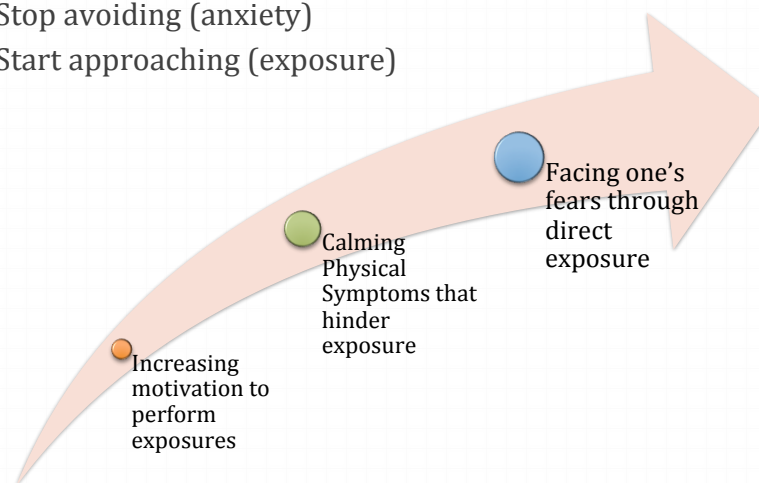 Stop avoiding (anxiety)
Start approaching (exposure)
Facing one’s
fears through
direct
exposure
Calming
Physical
Symptoms that
hinder
exposure
Increasing
motivation to
perform
exposures